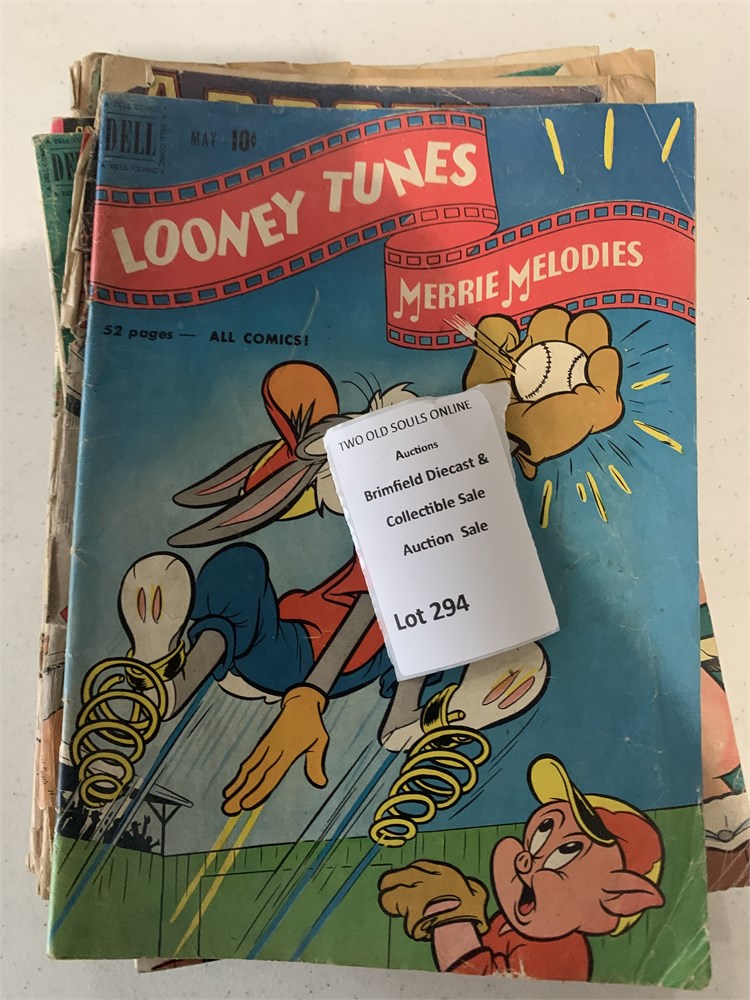 DELL
MAY 10¢
LOONEY TUNES
MERRIE MELODIES
52 pages — ALL COMICS!
TWO OLD SOULS ONLINE
Auctions
Brimfield Diecast &
Collectible Sale
Auction Sale
Lot 294